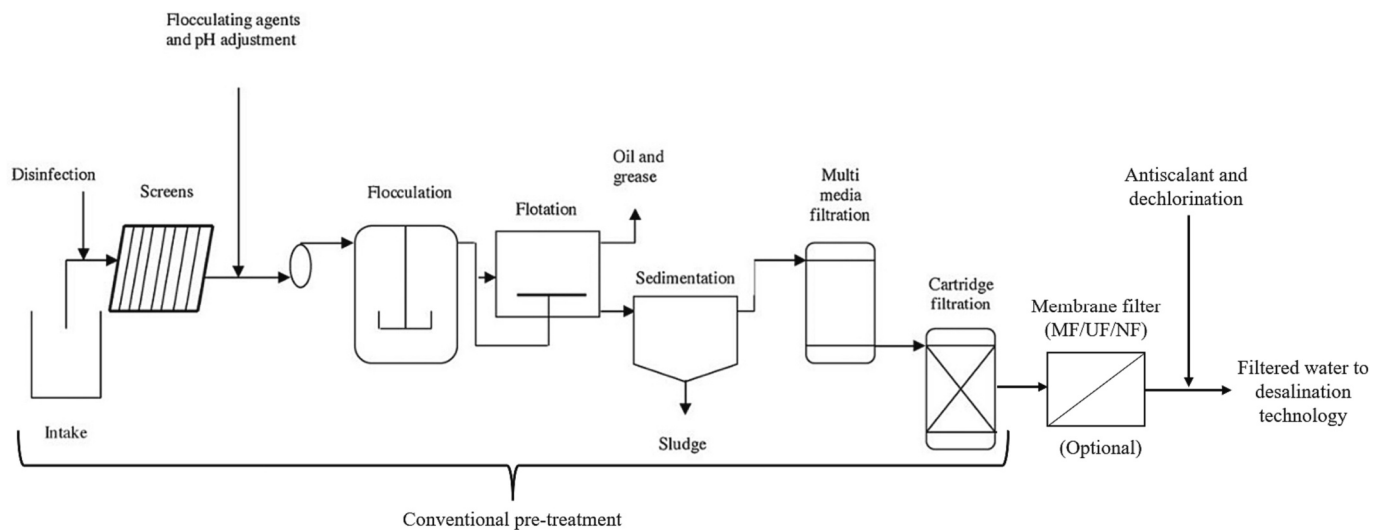 Flocculating agents
and pH adjustment
Disinfection
Screens
Flocculation
Flotation
Oil and
grease
Sedimentation
Multi
media
filtration
Cartridge
filtration
Membrane filter
(MF/UF/NF)
Antiscalant and
dechlorination
Filtered water to
desalination
technology
Intake
Sludge
(Optional)
Conventional pre-treatment